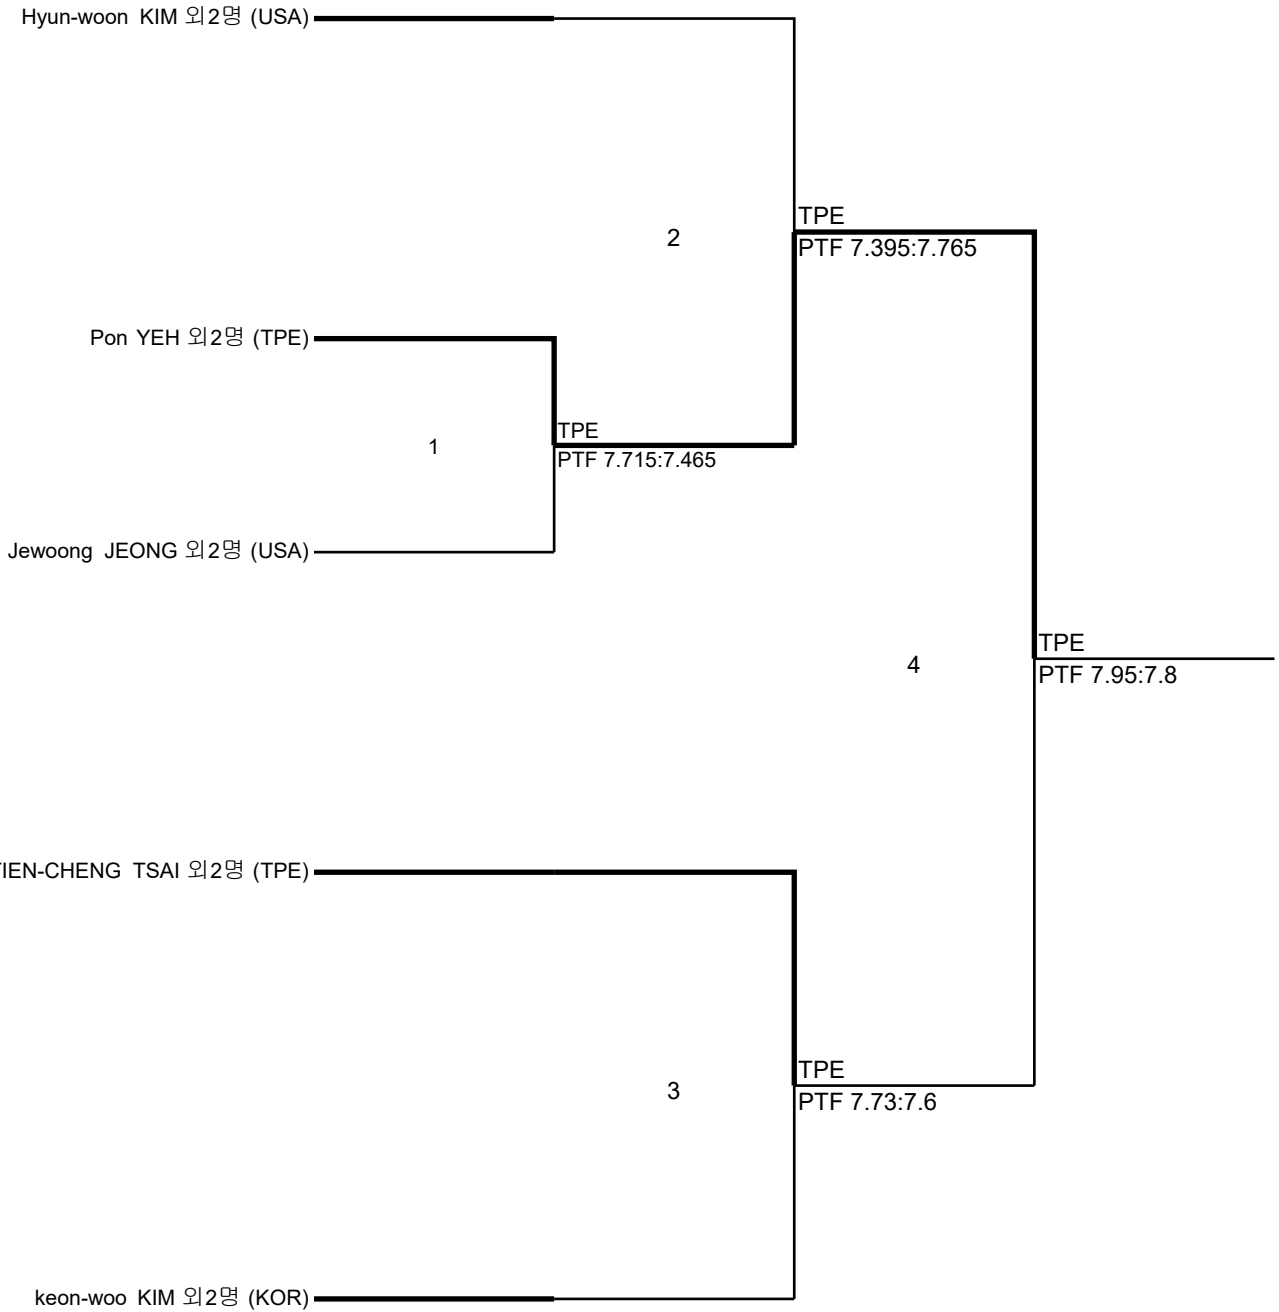 Hyun-woon KIM 외2명 (USA)
TPE
2
PTF 7.395:7.765
Pon YEH 외2명 (TPE)
TPE
1
PTF 7.715:7.465
Jewoong JEONG 외2명 (USA)
TPE
4
PTF 7.95:7.8
TSAI 외2명 (TPE)
TPE
3
PTF 7.73:7.6
keon-woo KIM 외2명 (KOR)